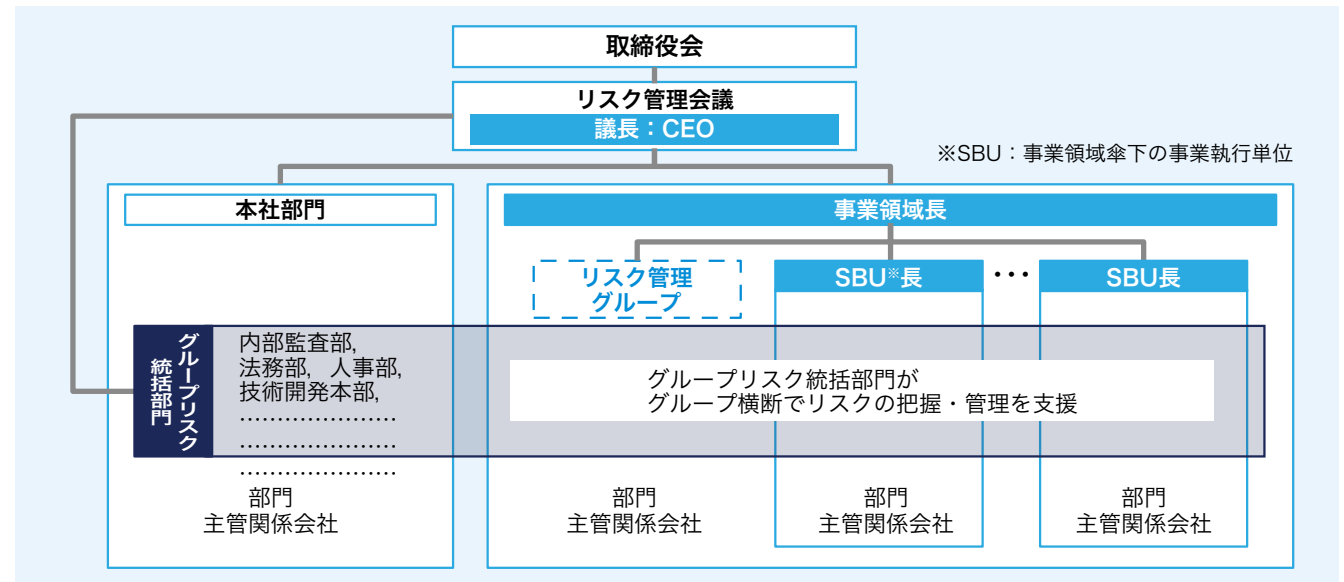 取締役会
リスク管理会議
議長：CEO
※SBU：事業領域傘下の事業執行単位
本社部門
事業領域長
リスク管理
グループ
SBU※長
･･･
SBU長
グループリスク
統括部門
内部監査部,
法務部, 人事部,
技術開発本部,
.....................
.....................
.....................
グループリスク統括部門が
グループ横断でリスクの把握・管理を支援
部門
主管関係会社
部門
主管関係会社
部門
主管関係会社
部門
主管関係会社